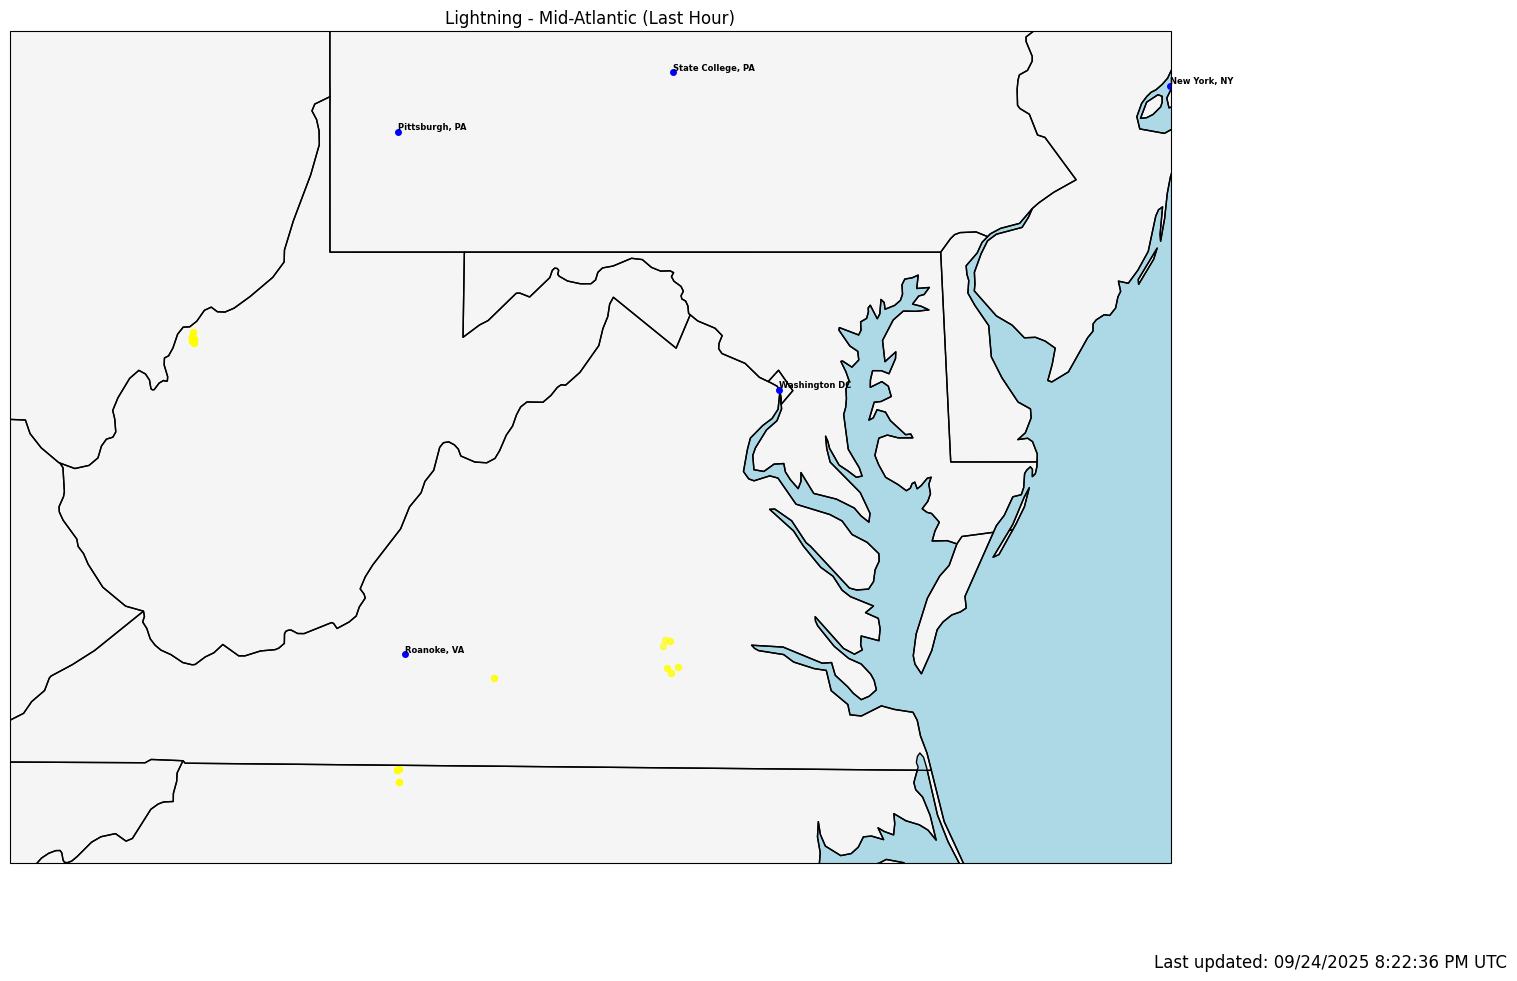 Lightning - Mid-Atlantic (Last Hour)
State College, PA
New York, NY
Pittsburgh, PA
Washington DC
Roanoke, VA
Last updated: 09/24/2025 8:22:36 PM UTC